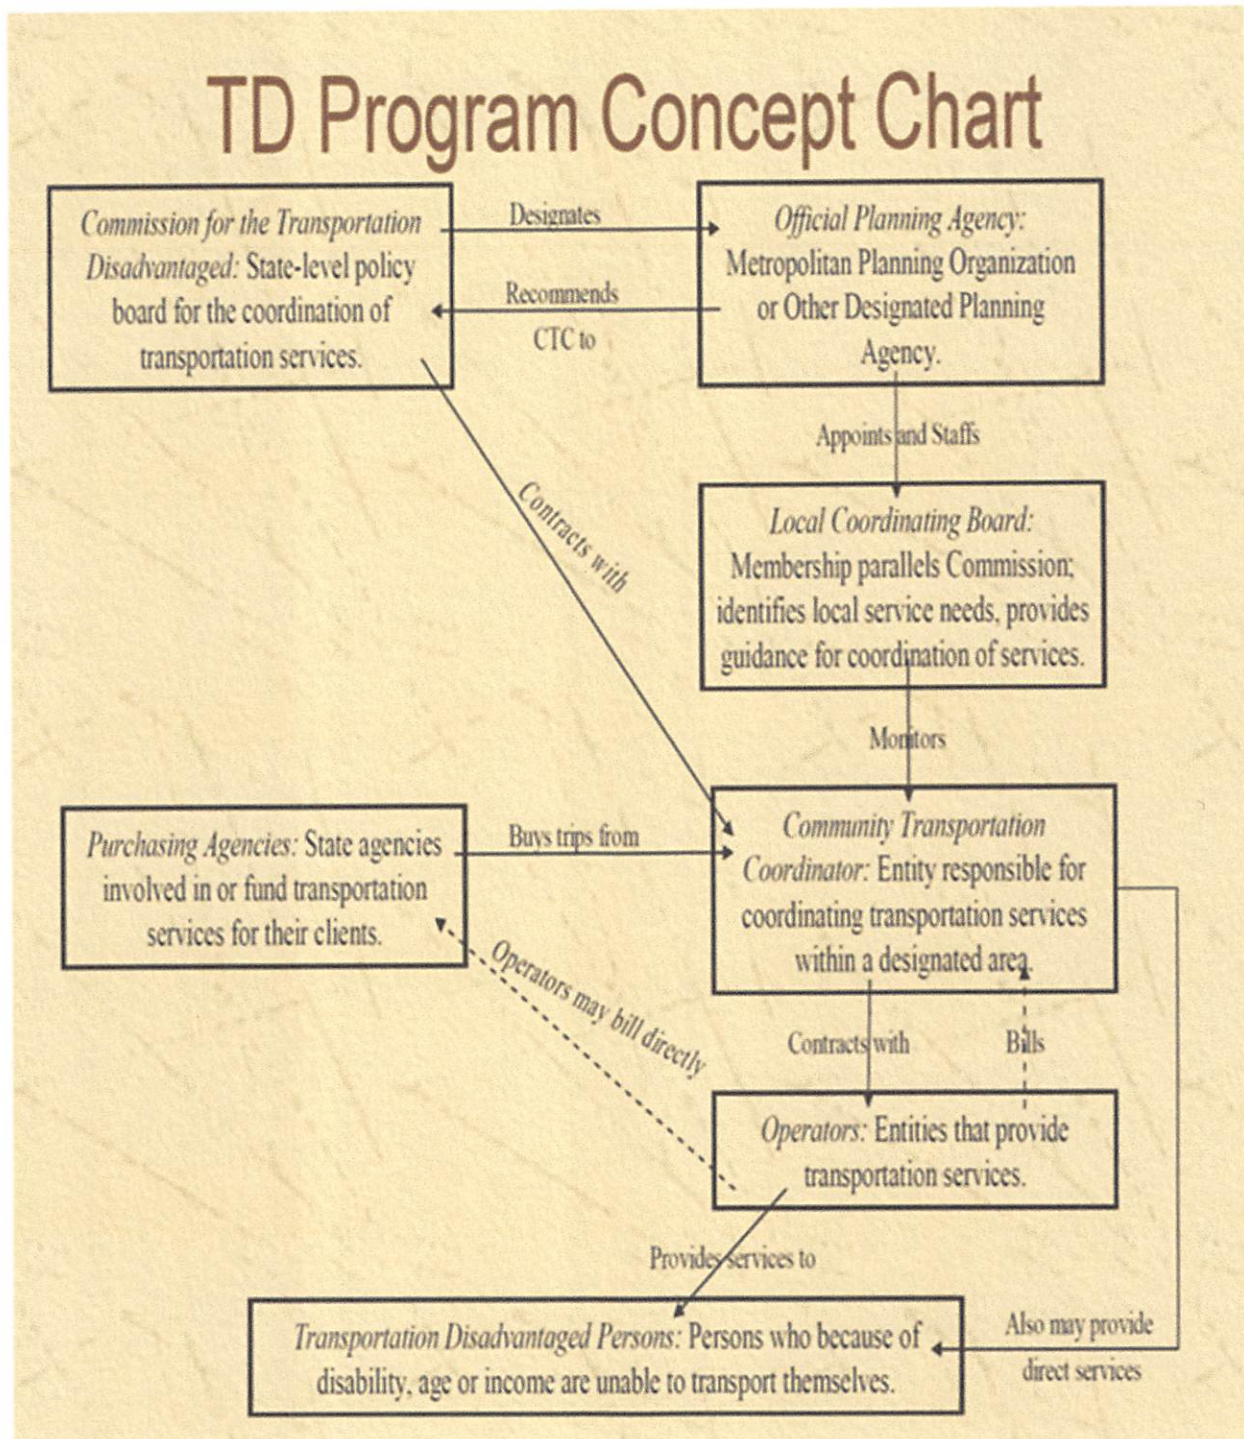 TD Program Concept Chart
Commission for the Transportation
Disadvantaged: State-level policy
board for the coordination of
transportation services.
Designates
Recommends
CTC to
Official Planning Agency:
Metropolitan Planning Organization
or Other Designated Planning
Agency.
Appoints and Staffs
Contracts with
Local Coordinating Board:
Membership parallels Commission;
identifies local service needs, provides
guidance for coordination of services.
Monitors
Purchasing Agencies: State agencies
involved in or fund transportation
services for their clients.
Buys trips from
Community Transportation
Coordinator: Entity responsible for
coordinating transportation services
within a designated area.
Operators may bill directly
Contracts with
Bills
Operators: Entities that provide
transportation services.
Provides services to
Transportation Disadvantaged Persons: Persons who because of
disability, age or income are unable to transport themselves.
Also may provide
direct services